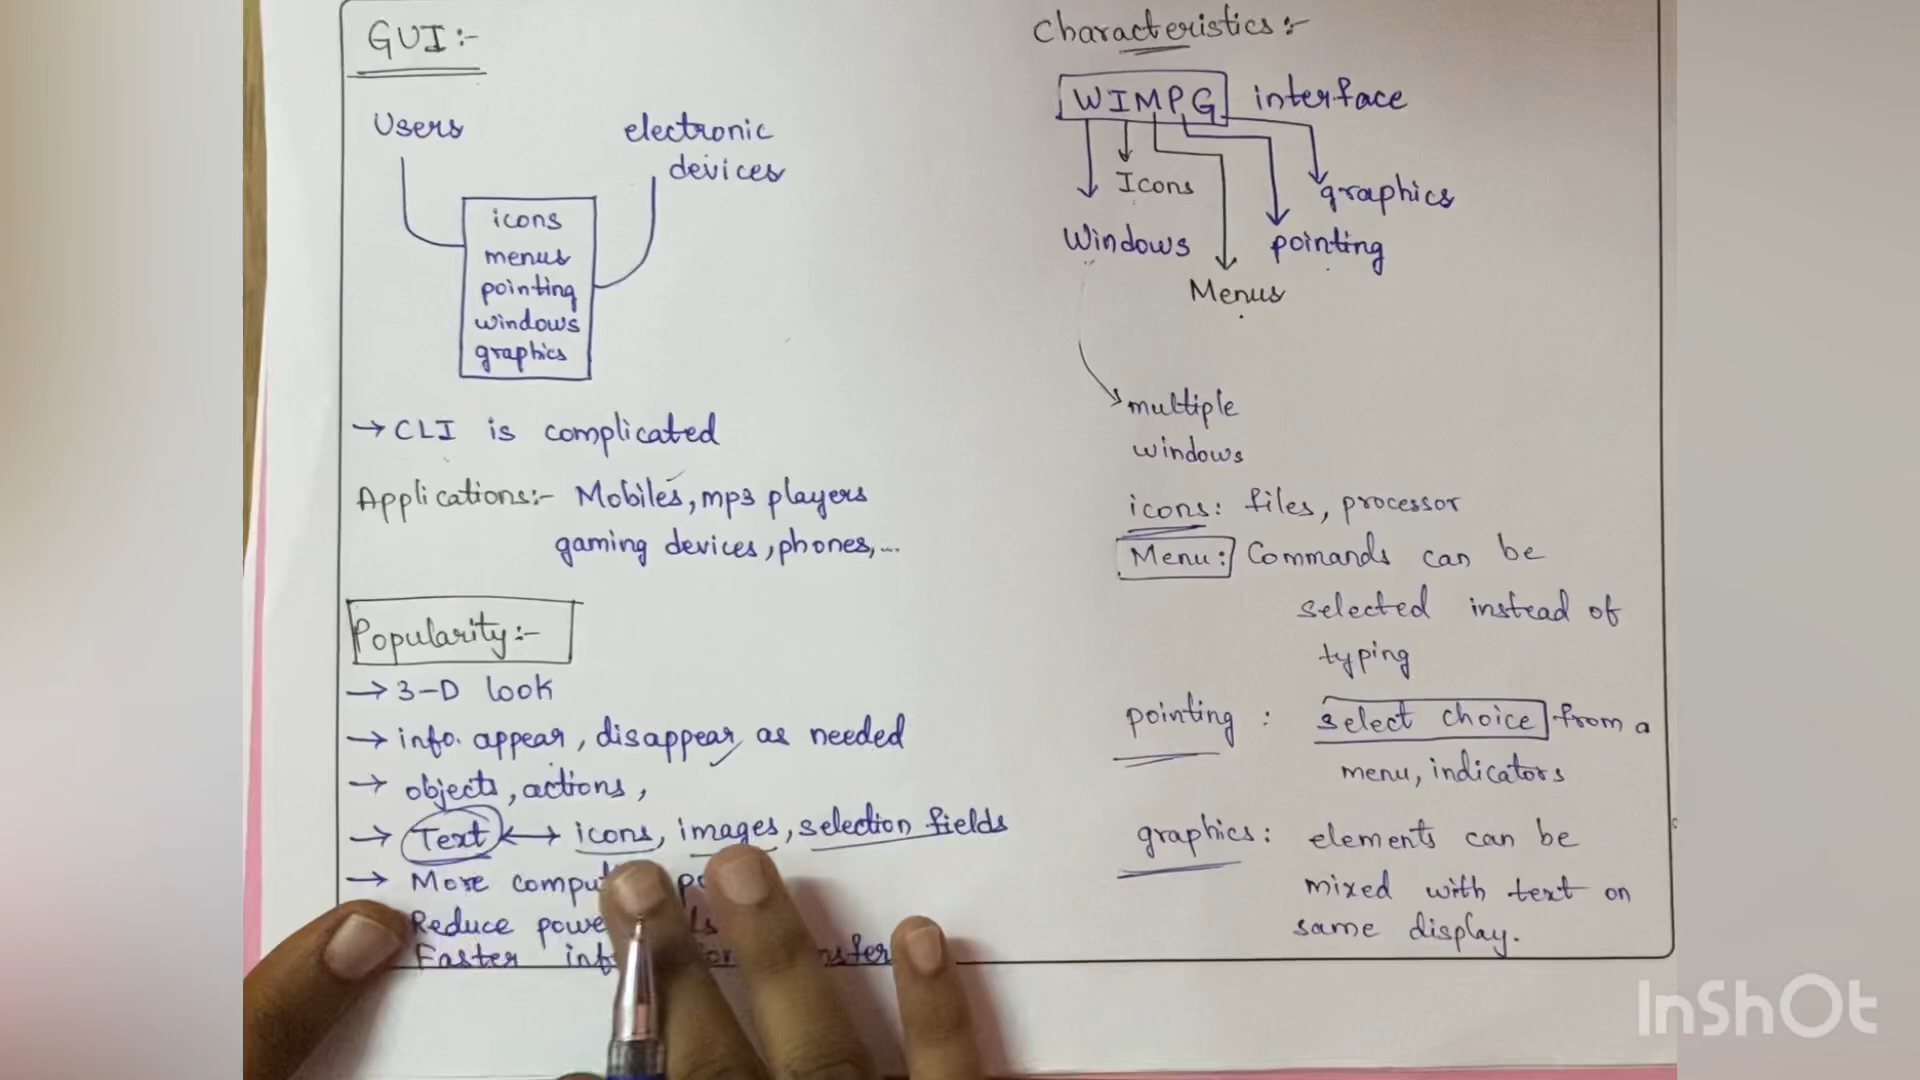 GUI:-
Users
electronic
devices
icons
menus
pointing
windows
graphics
→ CLI is complicated
Applications:- Mobiles, mp3 players
gaming devices, phones,...
Popularity:-
→ 3-D look
→ info. appear, disappear as needed
→ objects, actions,
→ Text ↔ icons, images, selection fields
→ More
Reduce
Faster
Characteristics:-
WIMPG interface
Icons
graphics
Windows
pointing
Menus
multiple
windows
icons: files, processor
Menu: Commands can be
selected instead of
typing
pointing : select choice from a
menu, indicators
graphics: elements can be
mixed with text on
same display.
InShOt